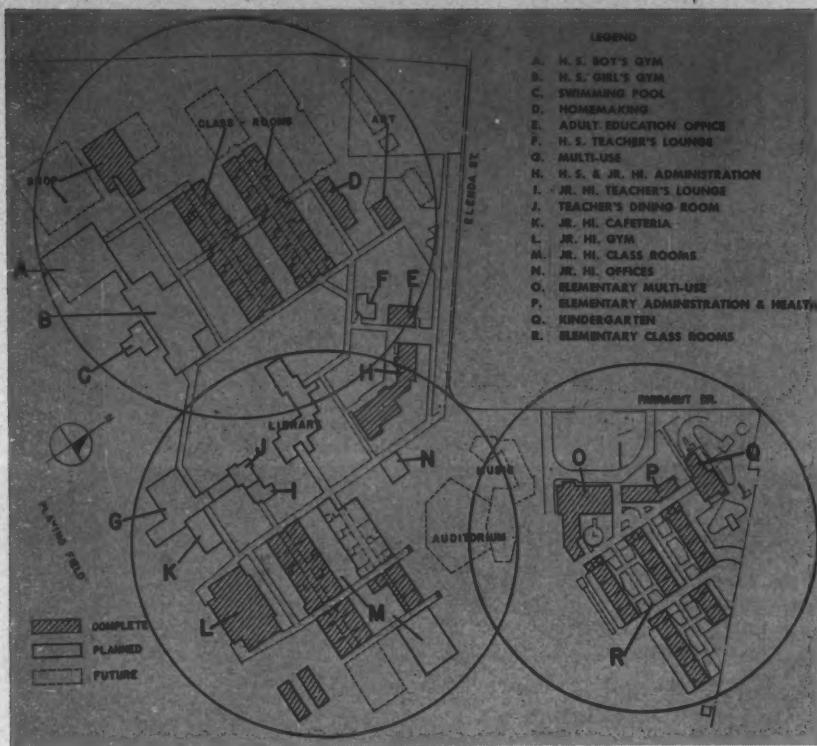 LEGEND
A. H. S. BOY'S GYM
B. H. S. GIRL'S GYM
C. SWIMMING POOL
D. HOMEMAKING
E. ADULT EDUCATION OFFICE
F. H. S. TEACHER'S LOUNGE
G. MULTI-USE
H. H. S. & JR. HI. ADMINISTRATION
I. JR. HI. TEACHER'S LOUNGE
J. TEACHER'S DINING ROOM
K. JR. HI. CAFETERIA
L. JR. HI. GYM
M. JR. HI. CLASS ROOMS
N. JR. HI. OFFICES
O. ELEMENTARY MULTI-USE
P. ELEMENTARY ADMINISTRATION & HEALTH
Q. KINDERGARTEN
R. ELEMENTARY CLASS ROOMS
CLASS - ROOMS
ART
SHOP
D
ELENDA ST.
A
F
E
B
C
H
LIBRARY
FARRAGUT DR.
J
N
MUSIC
O
P
Q
I
G
AUDITORIUM
PLAYING FIELD
K
L
M
R
COMPLETE
PLANNED
FUTURE